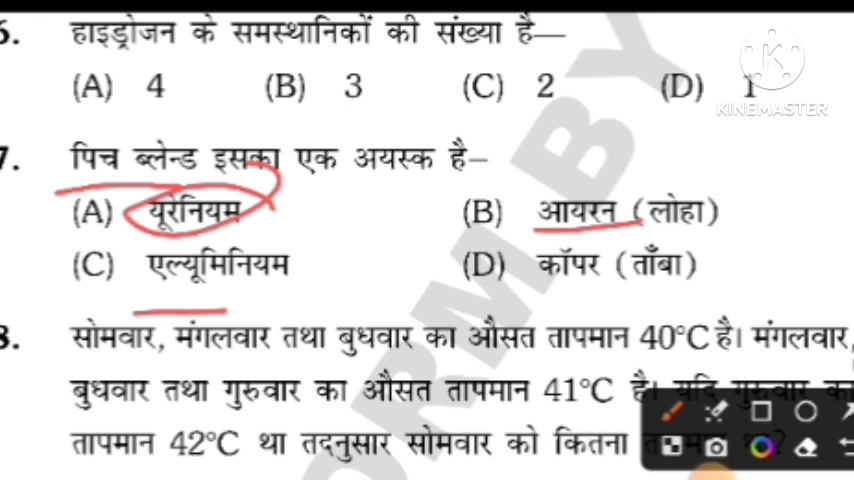 6. हाइड्रोजन के समस्थानिकों की संख्या है—
(A) 4 (B) 3 (C) 2 (D) 1
KINEMASTER
7. पिच ब्लेन्ड इसका एक अयस्क है–
(A) यूरेनियम (B) आयरन (लोहा)
(C) एल्यूमिनियम (D) कॉपर (ताँबा)
8. सोमवार, मंगलवार तथा बुधवार का औसत तापमान 40°C है। मंगलवार,
बुधवार तथा गुरुवार का औसत तापमान 41°C है। यदि गुरुवार का
तापमान 42°C था तदनुसार सोमवार को कितना
ORM BY